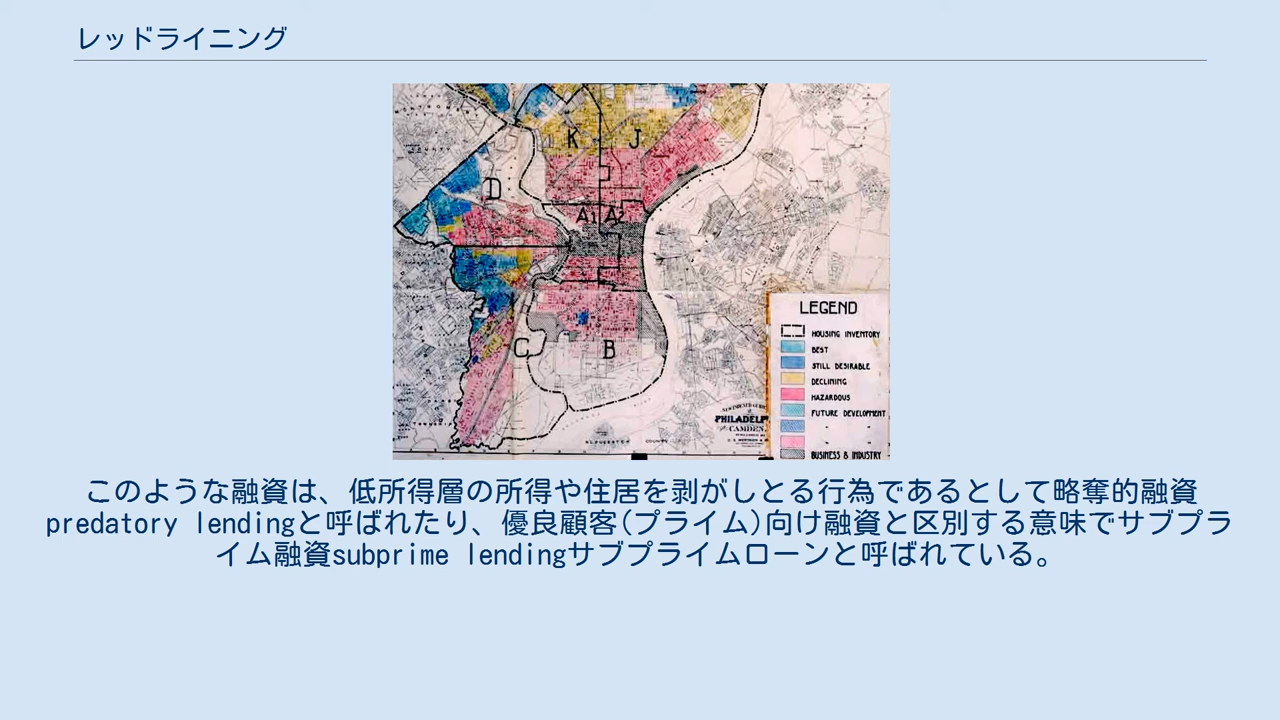 レッドライニング
K J
D
A1 A2
C B
LEGEND
HOUSING INVENTORY
BEST
STILL DESIRABLE
DECLINING
HAZARDOUS
FUTURE DEVELOPMENT
" "
" "
BUSINESS & INDUSTRY
PHILADELP
CAMDEN
GLOUCESTER COUNTY
このような融資は、低所得層の所得や住居を剥がしとる行為であるとして略奪的融資
predatory lendingと呼ばれたり、優良顧客(プライム)向け融資と区別する意味でサブプラ
イム融資subprime lendingサブプライムローンと呼ばれている。